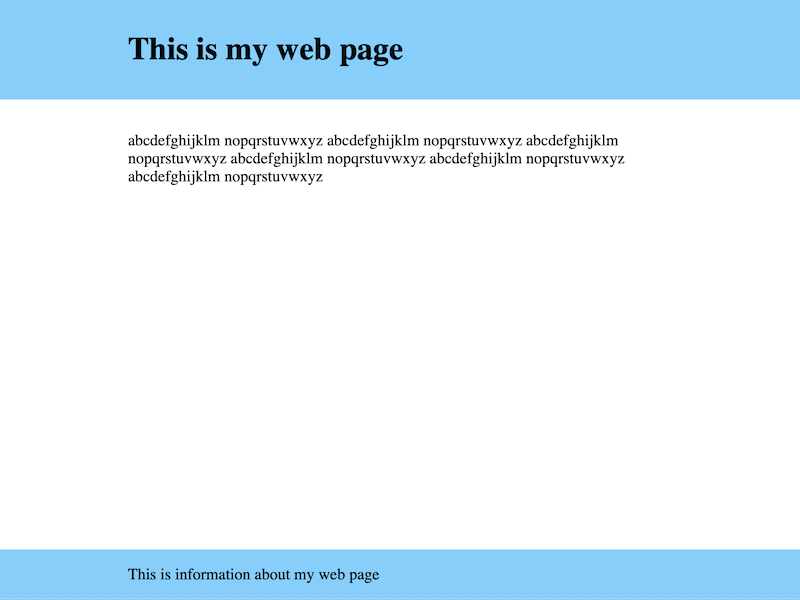 This is my web page
abcdefghijklm nopqrstuvwxyz abcdefghijklm nopqrstuvwxyz abcdefghijklm
nopqrstuvwxyz abcdefghijklm nopqrstuvwxyz abcdefghijklm nopqrstuvwxyz
abcdefghijklm nopqrstuvwxyz
This is information about my web page